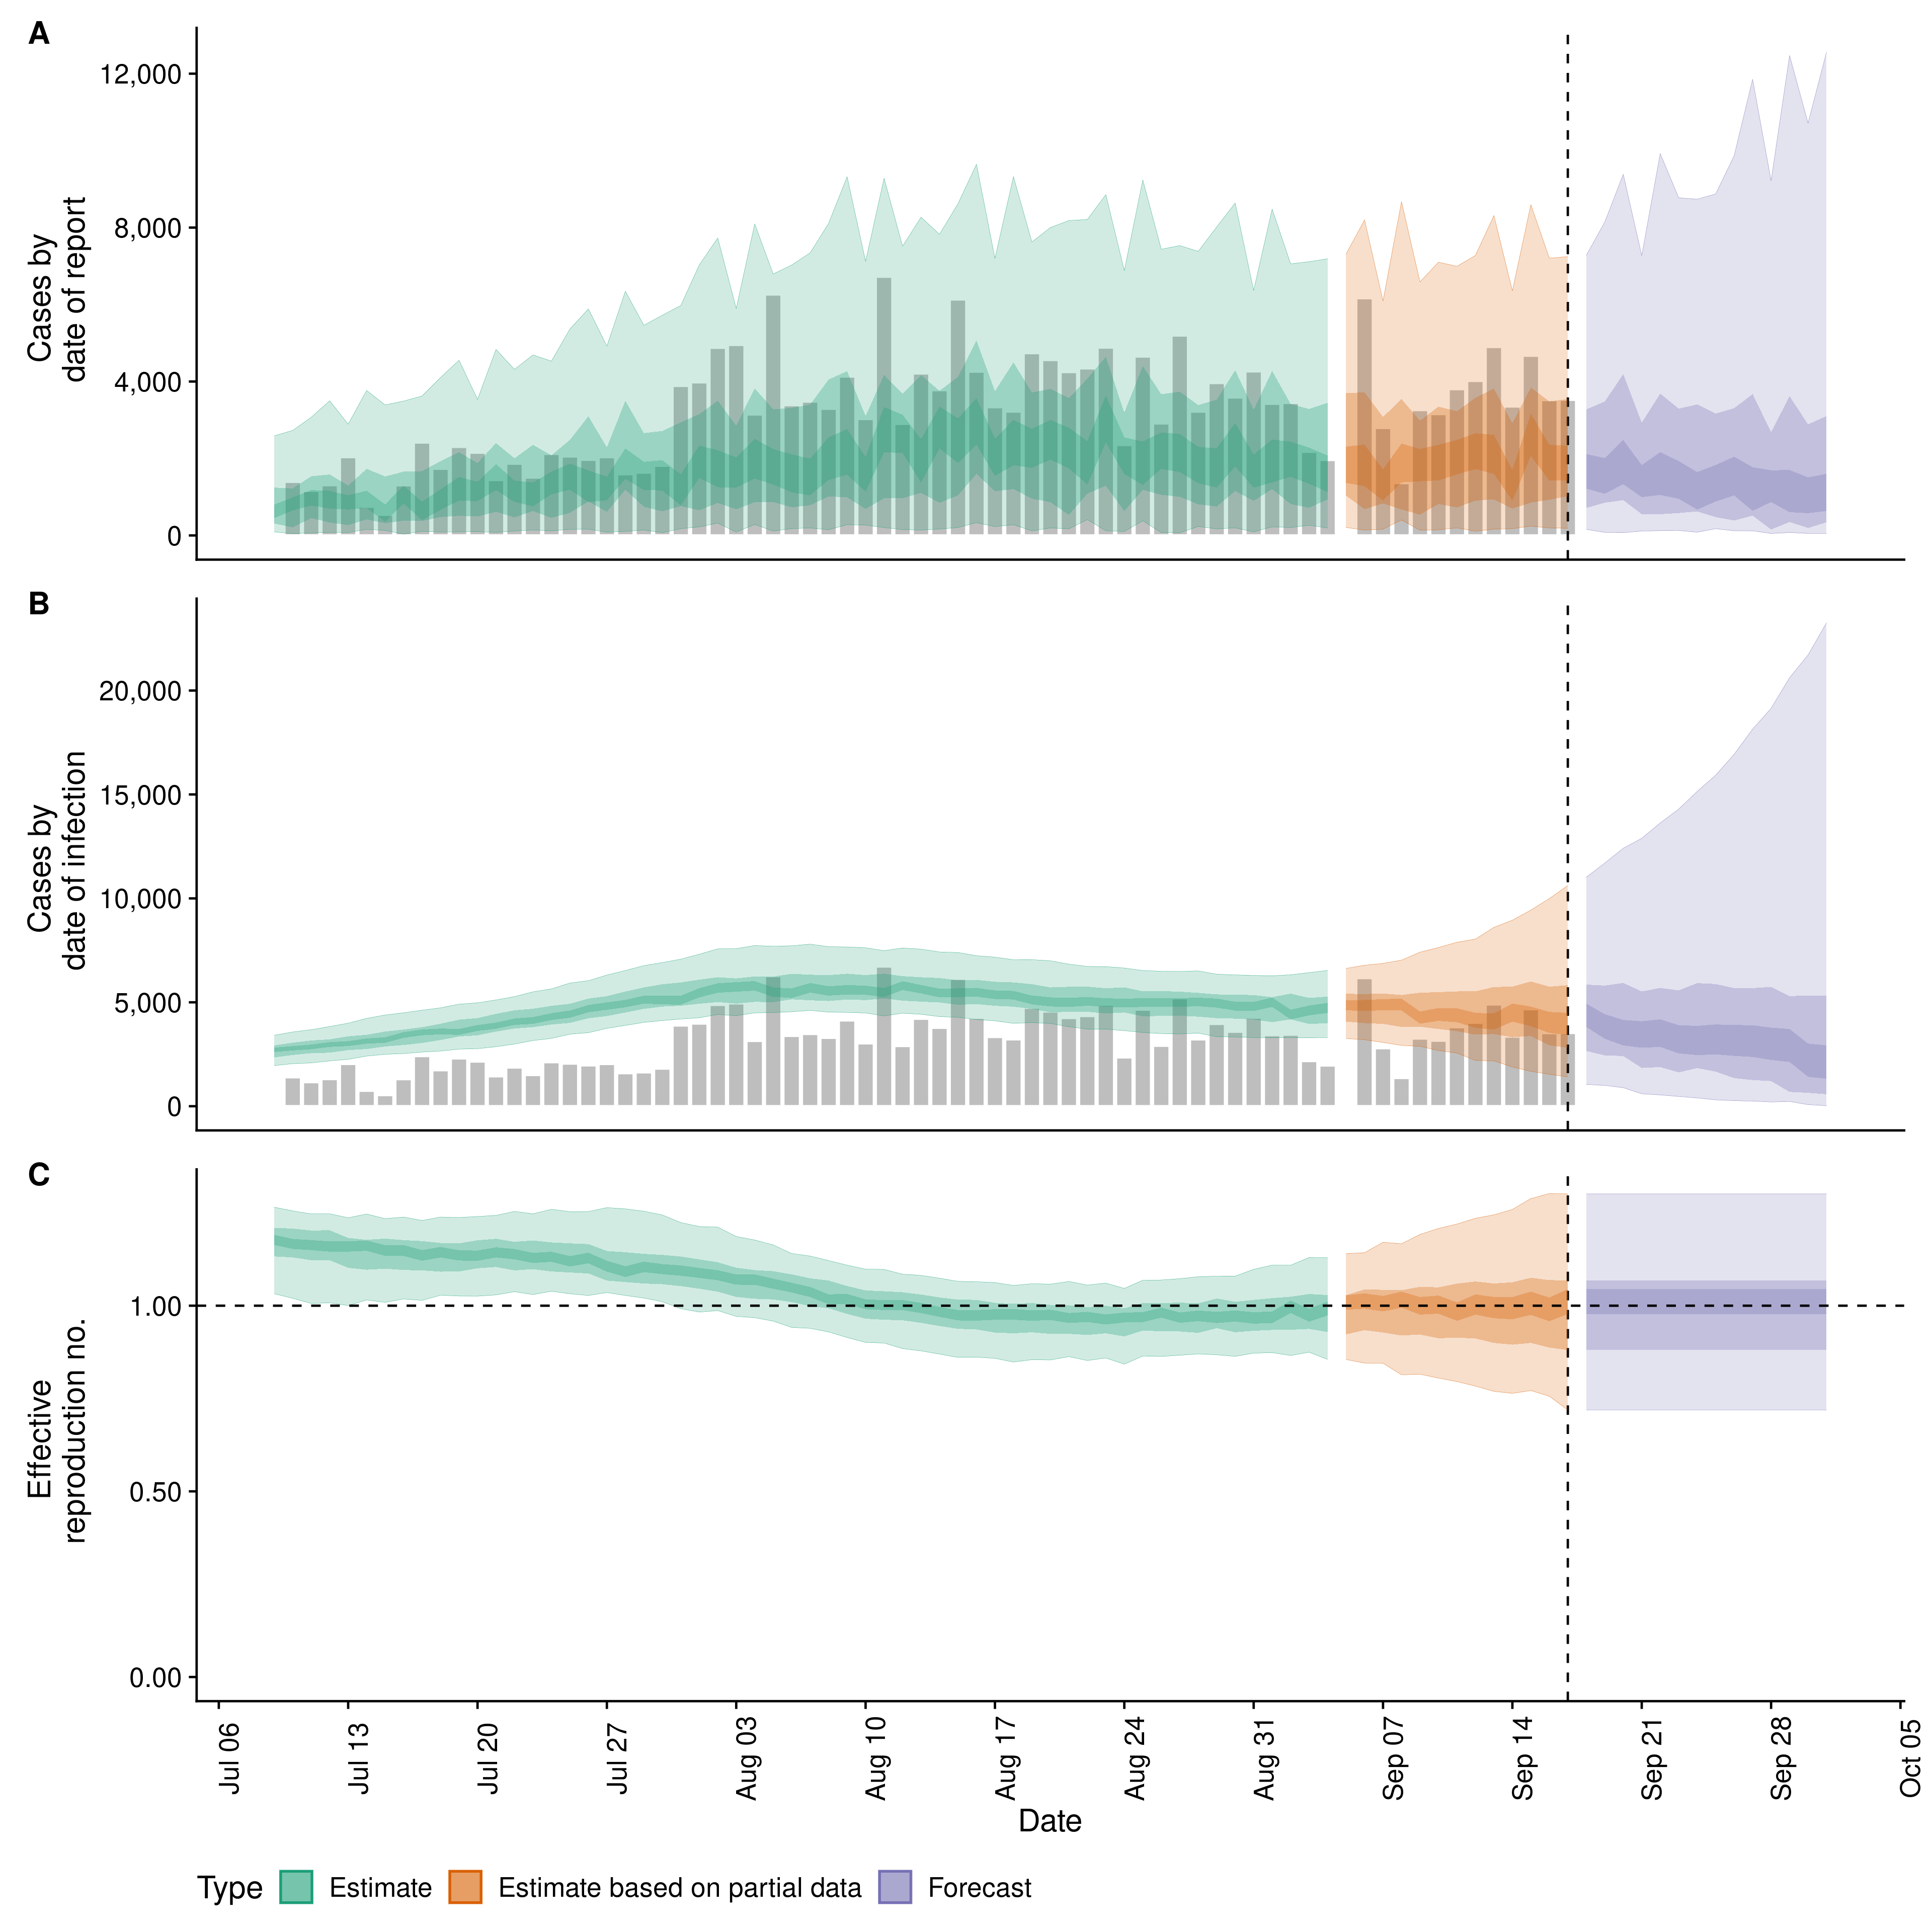 A
Cases by
date of report
12,000
8,000
4,000
0
B
Cases by
date of infection
20,000
15,000
10,000
5,000
0
C
Effective
reproduction no.
1.00
0.50
0.00
Jul 06
Jul 13
Jul 20
Jul 27
Aug 03
Aug 10
Aug 17
Aug 24
Aug 31
Sep 07
Sep 14
Sep 21
Sep 28
Oct 05
Date
Type Estimate Estimate based on partial data Forecast